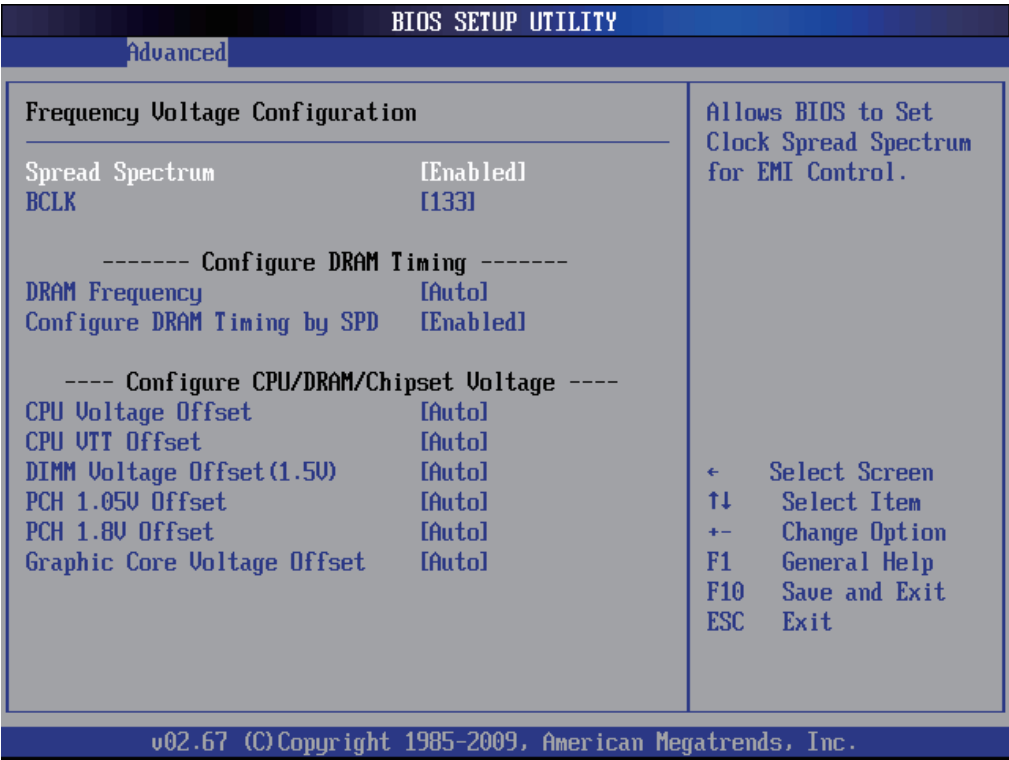 BIOS SETUP UTILITY
Advanced
Frequency Voltage Configuration
Spread Spectrum [Enabled]
BCLK [133]
------- Configure DRAM Timing -------
DRAM Frequency [Auto]
Configure DRAM Timing by SPD [Enabled]
---- Configure CPU/DRAM/Chipset Voltage ----
CPU Voltage Offset [Auto]
CPU VTT Offset [Auto]
DIMM Voltage Offset(1.5V) [Auto]
PCH 1.05V Offset [Auto]
PCH 1.8V Offset [Auto]
Graphic Core Voltage Offset [Auto]
Allows BIOS to Set
Clock Spread Spectrum
for EMI Control.
← Select Screen
↑↓ Select Item
+- Change Option
F1 General Help
F10 Save and Exit
ESC Exit
v02.67 (C)Copyright 1985-2009, American Megatrends, Inc.